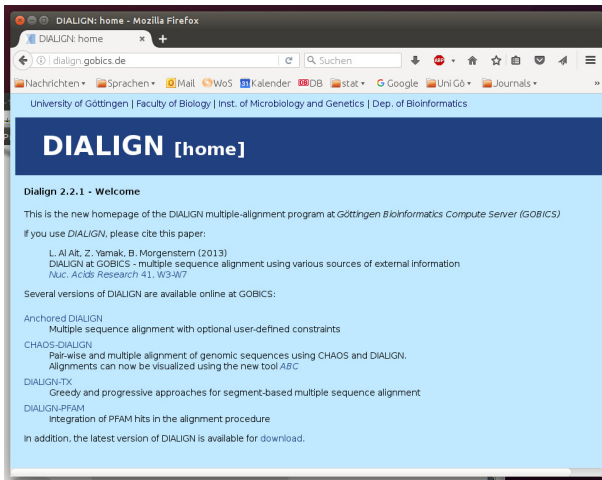 DIALIGN: home - Mozilla Firefox
DIALIGN: home × +
dialign.gobics.de
Suchen
ABP
Nachrichten Sprachen Mail WoS 31 Kalender DB stat G Google Uni Gö Journals »
University of Göttingen | Faculty of Biology | Inst. of Microbiology and Genetics | Dep. of Bioinformatics
DIALIGN [home]
Dialign 2.2.1 - Welcome
This is the new homepage of the DIALIGN multiple-alignment program at Göttingen Bioinformatics Compute Server (GOBICS)
If you use DIALIGN, please cite this paper:
L. Al Ait, Z. Yamak, B. Morgenstern (2013)
DIALIGN at GOBICS - multiple sequence alignment using various sources of external information
Nuc. Acids Research 41, W3-W7
Several versions of DIALIGN are available online at GOBICS:
Anchored DIALIGN
Multiple sequence alignment with optional user-defined constraints
CHAOS-DIALIGN
Pair-wise and multiple alignment of genomic sequences using CHAOS and DIALIGN.
Alignments can now be visualized using the new tool ABC
DIALIGN-TX
Greedy and progressive approaches for segment-based multiple sequence alignment
DIALIGN-PFAM
Integration of PFAM hits in the alignment procedure
In addition, the latest version of DIALIGN is available for download.